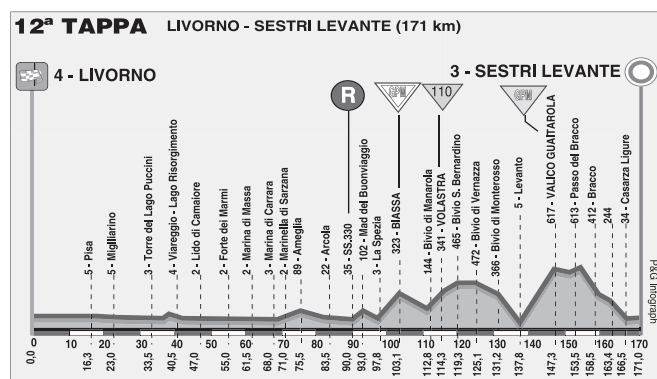 12ª TAPPA LIVORNO - SESTRI LEVANTE (171 km)
4 - LIVORNO
3 - SESTRI LEVANTE
R
GPM
110
GPM
5 - Pisa
5 - Migliarino
3 - Torre del Lago Puccini
4 - Viareggio - Lago Risorgimento
2 - Lido di Camaiore
2 - Forte dei Marmi
2 - Marina di Massa
3 - Marina di Carrara
2 - Marinella di Sarzana
89 - Ameglia
22 - Arcola
35 - SS.330
102 - Mad del Buonviaggio
3 - La Spezia
323 - BIASSA
144 - Bivio di Manarola
341 - VOLASTRA
465 - Bivio S. Bernardino
472 - Bivio di Vernazza
366 - Bivio di Monterosso
5 - Levanto
617 - VALICO GUAITAROLA
613 - Passo del Bracco
412 - Bracco
244
34 - Casarza Ligure
P&G Infograph
0 10 20 30 40 50 60 70 80 90 100 110 120 130 140 150 160 170
0,0 16,3 23,0 33,5 40,5 47,0 55,0 61,5 68,0 71,0 75,5 83,5 90,0 93,0 97,8 103,1 112,8 114,3 119,3 125,1 131,2 137,8 147,3 153,5 158,5 163,4 166,5 171,0